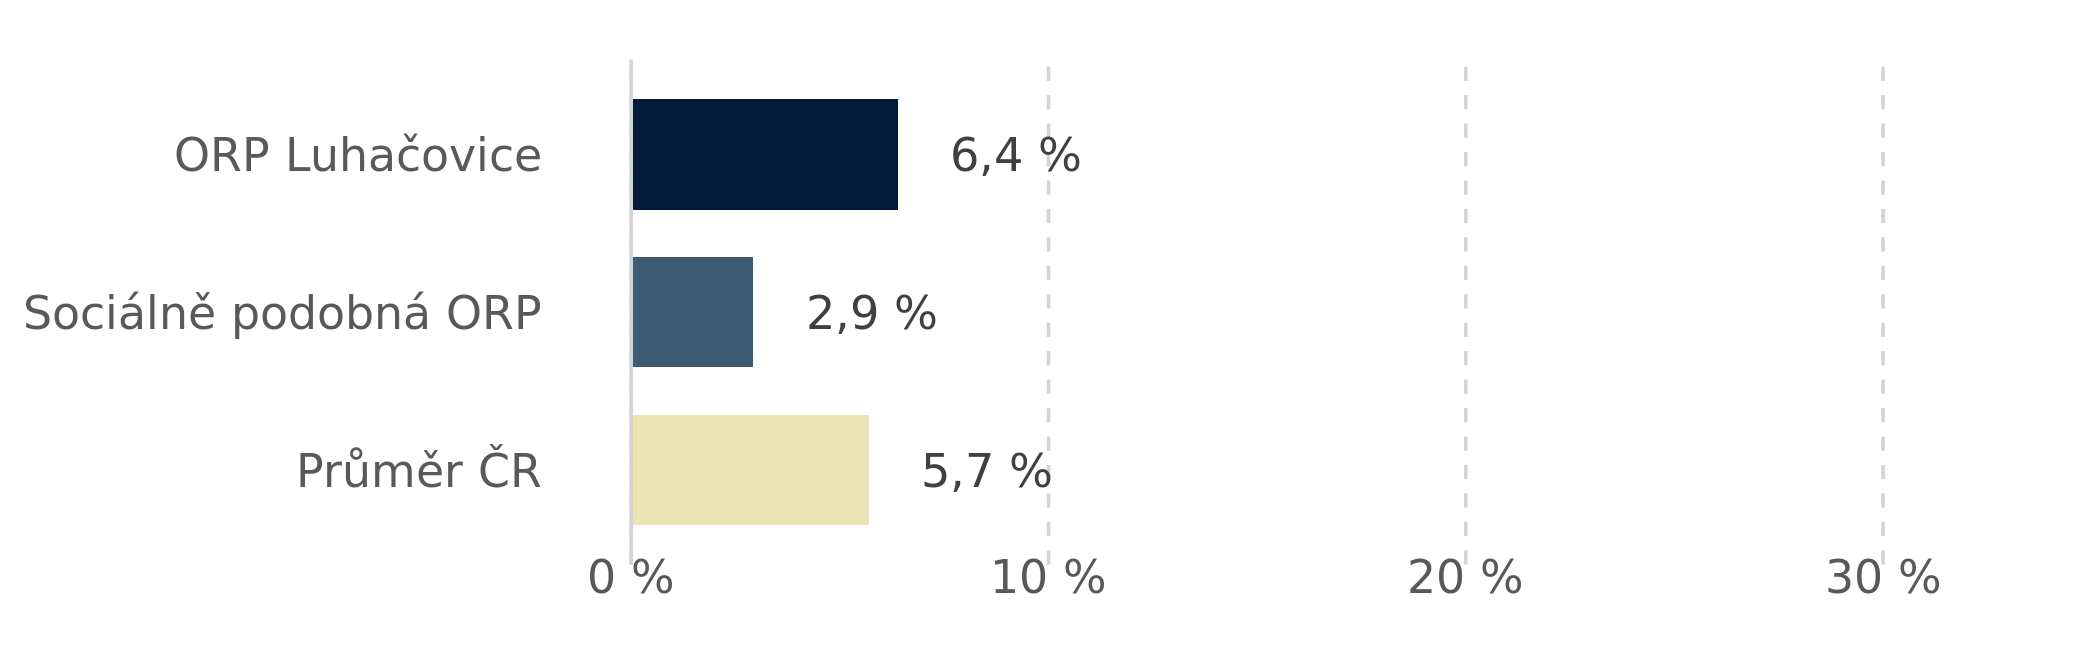 ORP Luhačovice
6,4 %
Sociálně podobná ORP
2,9 %
Průměr ČR
5,7 %
0 %
10 %
20 %
30 %